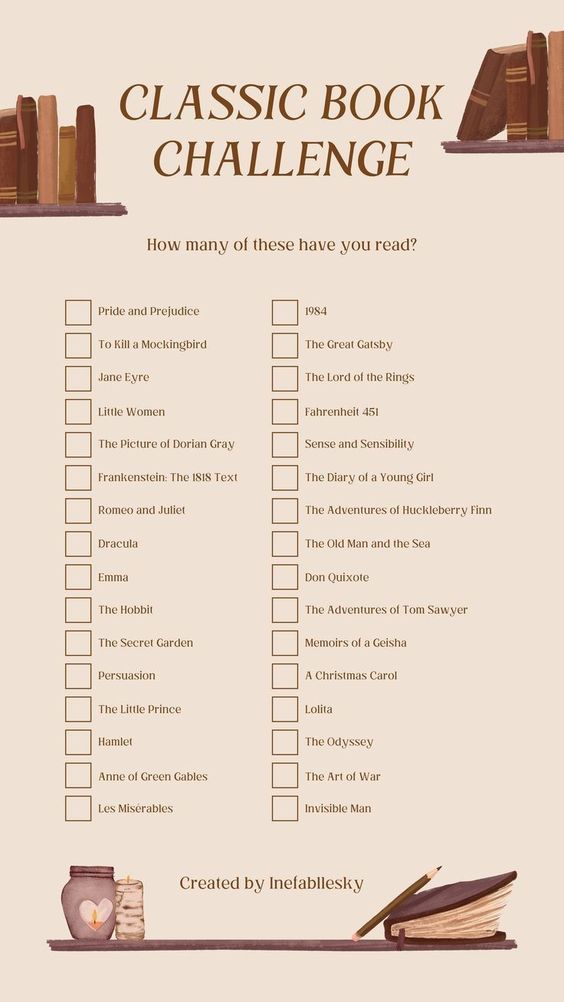 CLASSIC BOOK
CHALLENGE
How many of these have you read?
Pride and Prejudice
To Kill a Mockingbird
Jane Eyre
Little Women
The Picture of Dorian Gray
Frankenstein: The 1818 Text
Romeo and Juliet
Dracula
Emma
The Hobbit
The Secret Garden
Persuasion
The Little Prince
Hamlet
Anne of Green Gables
Les Misérables
1984
The Great Gatsby
The Lord of the Rings
Fahrenheit 451
Sense and Sensibility
The Diary of a Young Girl
The Adventures of Huckleberry Finn
The Old Man and the Sea
Don Quixote
The Adventures of Tom Sawyer
Memoirs of a Geisha
A Christmas Carol
Lolita
The Odyssey
The Art of War
Invisible Man
Created by Inefabllesky